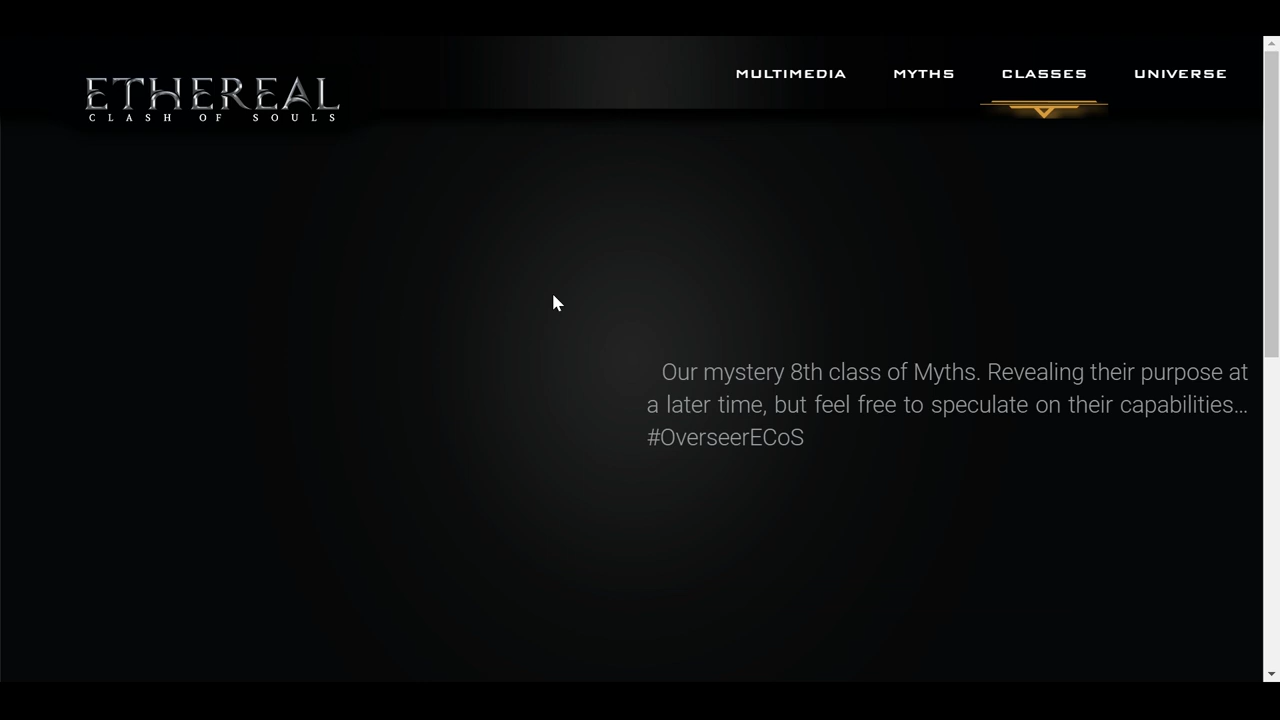 ETHEREAL
CLASH OF SOULS
MULTIMEDIA MYTHS CLASSES UNIVERSE
Our mystery 8th class of Myths. Revealing their purpose at
a later time, but feel free to speculate on their capabilities...
#OverseerECoS